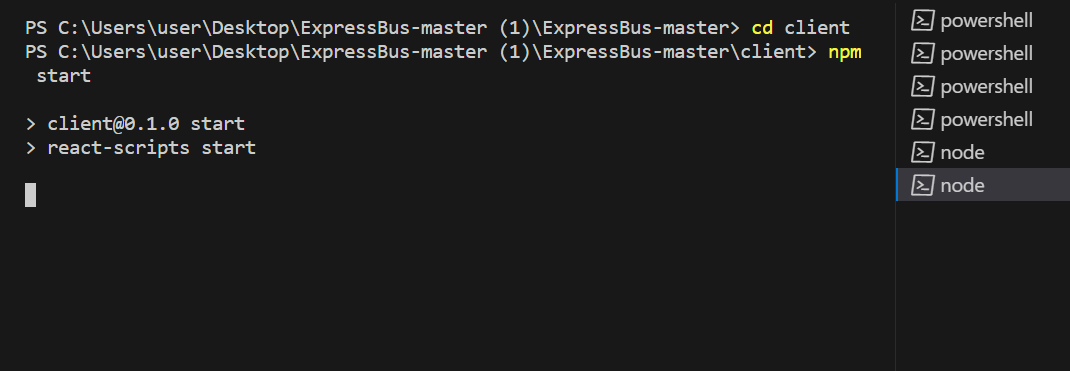 PS C:\Users\user\Desktop\ExpressBus-master (1)\ExpressBus-master> cd client
PS C:\Users\user\Desktop\ExpressBus-master (1)\ExpressBus-master\client> npm
 start
> client@0.1.0 start
> react-scripts start
powershell
powershell
powershell
powershell
node
node